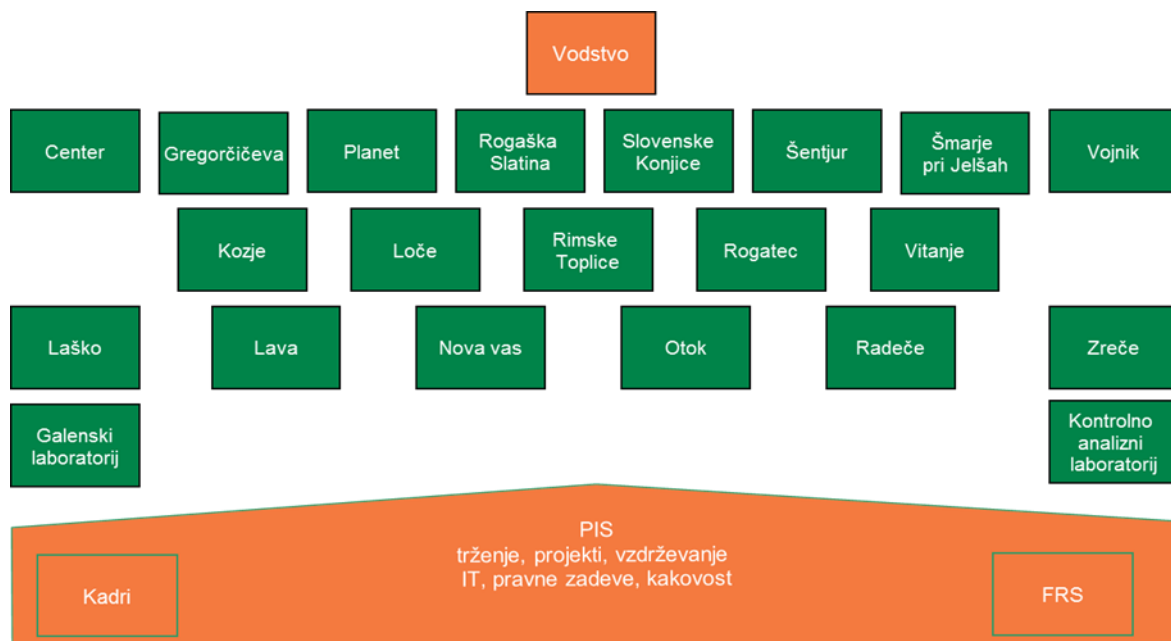 Vodstvo
Center
Gregorčičeva
Planet
Rogaška
Slatina
Slovenske
Konjice
Šentjur
Šmarje
pri Jelšah
Vojnik
Kozje
Loče
Rimske
Toplice
Rogatec
Vitanje
Laško
Lava
Nova vas
Otok
Radeče
Zreče
Galenski
laboratorij
Kontrolno
analizni
laboratorij
PIS
trženje, projekti, vzdrževanje
IT, pravne zadeve, kakovost
Kadri
FRS